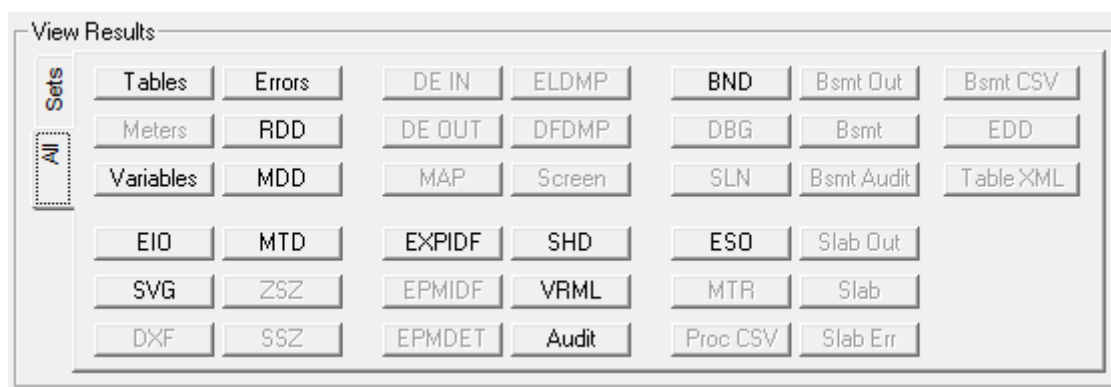 View Results
Sets
All
Tables Errors DE IN ELDMP BND Bsmt Out Bsmt CSV
Meters RDD DE OUT DFDMP DBG Bsmt EDD
Variables MDD MAP Screen SLN Bsmt Audit Table XML
EIO MTD EXPIDF SHD ESO Slab Out
SVG ZSZ EPMIDF VRML MTR Slab
DXF SSZ EPMDET Audit Proc CSV Slab Err